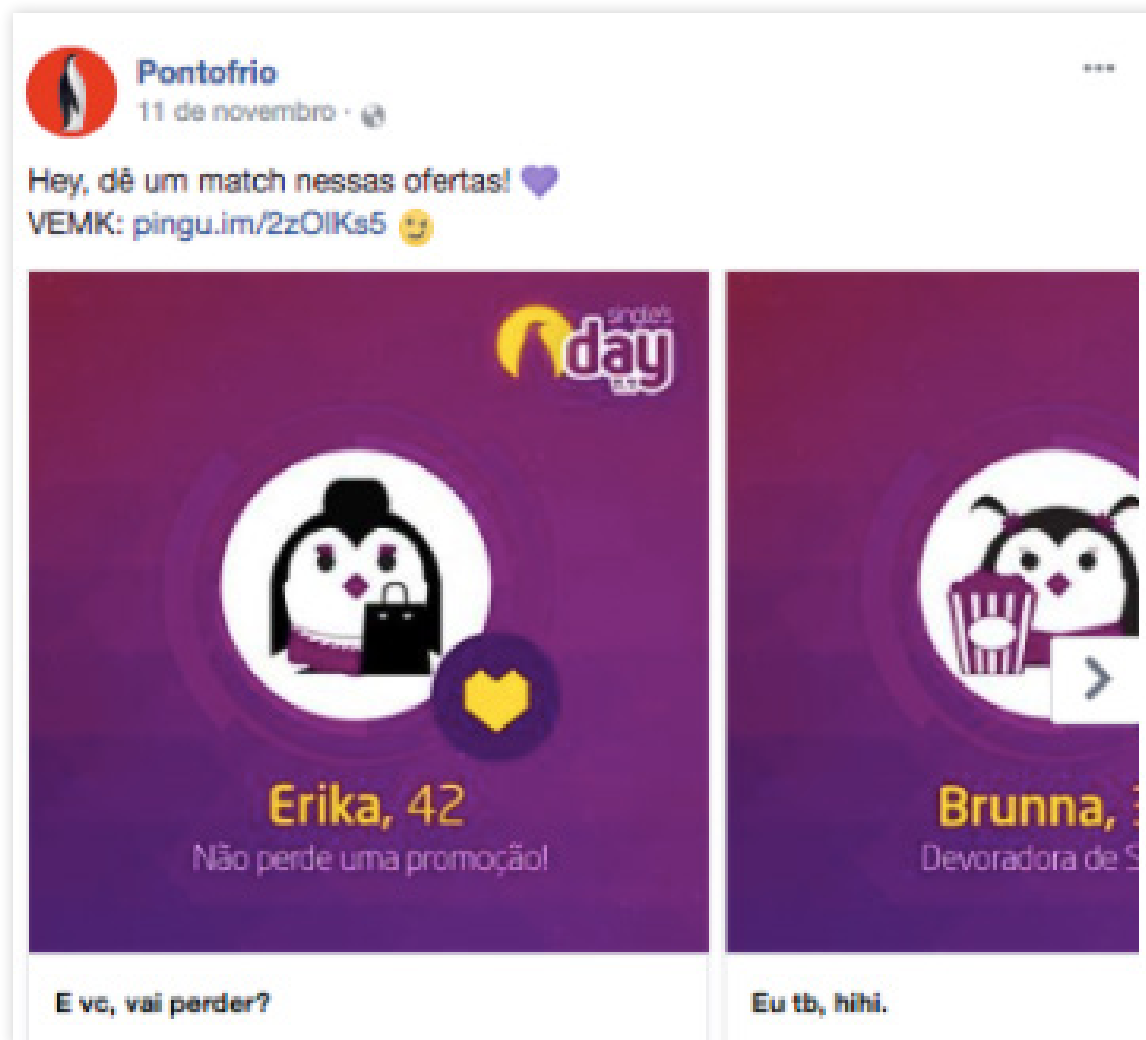 Pontofrio
11 de novembro ·
Hey, dê um match nessas ofertas! 💜
VEMK: pingu.im/2zOlKs5 😉
single's
day
Erika, 42
Não perde uma promoção!
E vc, vai perder?
Brunna,
Devoradora de S
Eu tb, hihi.